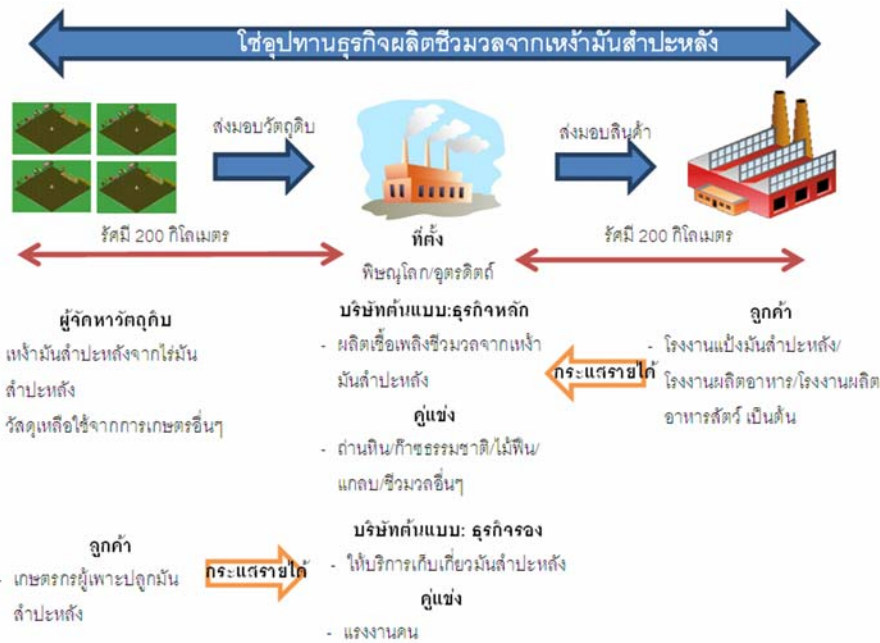 โซ่อุปทานธุรกิจผลิตชีวมวลจากเหง้ามันสำปะหลัง
ส่งมอบวัตถุดิบ
ส่งมอบสินค้า
รัศมี 200 กิโลเมตร
ที่ตั้ง
พิษณุโลก/อุตรดิตถ์
รัศมี 200 กิโลเมตร
ผู้จัดหาวัตถุดิบ
เหง้ามันสำปะหลังจากไร่มัน
สำปะหลัง
วัสดุเหลือใช้จากการเกษตรอื่นๆ
บริษัทต้นแบบ:ธุรกิจหลัก
- ผลิตเชื้อเพลิงชีวมวลจากเหง้า
มันสำปะหลัง
คู่แข่ง
- ถ่านหิน/ก๊าซธรรมชาติ/ไม้ฟืน/
แกลบ/ชีวมวลอื่นๆ
กระแสรายได้
ลูกค้า
- โรงงานแป้งมันสำปะหลัง/
โรงงานผลิตอาหาร/โรงงานผลิต
อาหารสัตว์ เป็นต้น
ลูกค้า
- เกษตรกรผู้เพาะปลูกมัน
สำปะหลัง
กระแสรายได้
บริษัทต้นแบบ: ธุรกิจรอง
- ให้บริการเก็บเกี่ยวมันสำปะหลัง
คู่แข่ง
- แรงงานคน